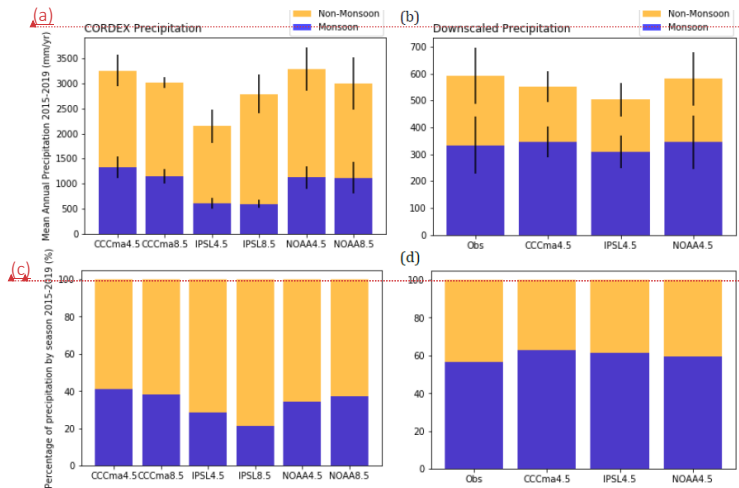 (a)
CORDEX Precipitation
Non-Monsoon
Monsoon
Mean Annual Precipitation 2015-2019 (mm/yr)
3500
3000
2500
2000
1500
1000
500
0
CCCma4.5 CCCma8.5 IPSL4.5 IPSL8.5 NOAA4.5 NOAA8.5
(b)
Downscaled Precipitation
Non-Monsoon
Monsoon
700
600
500
400
300
200
100
0
Obs CCCma4.5 IPSL4.5 NOAA4.5
(c)
Percentage of precipitation by season 2015-2019 (%)
100
80
60
40
20
0
CCCma4.5 CCCma8.5 IPSL4.5 IPSL8.5 NOAA4.5 NOAA8.5
(d)
100
80
60
40
20
0
Obs CCCma4.5 IPSL4.5 NOAA4.5